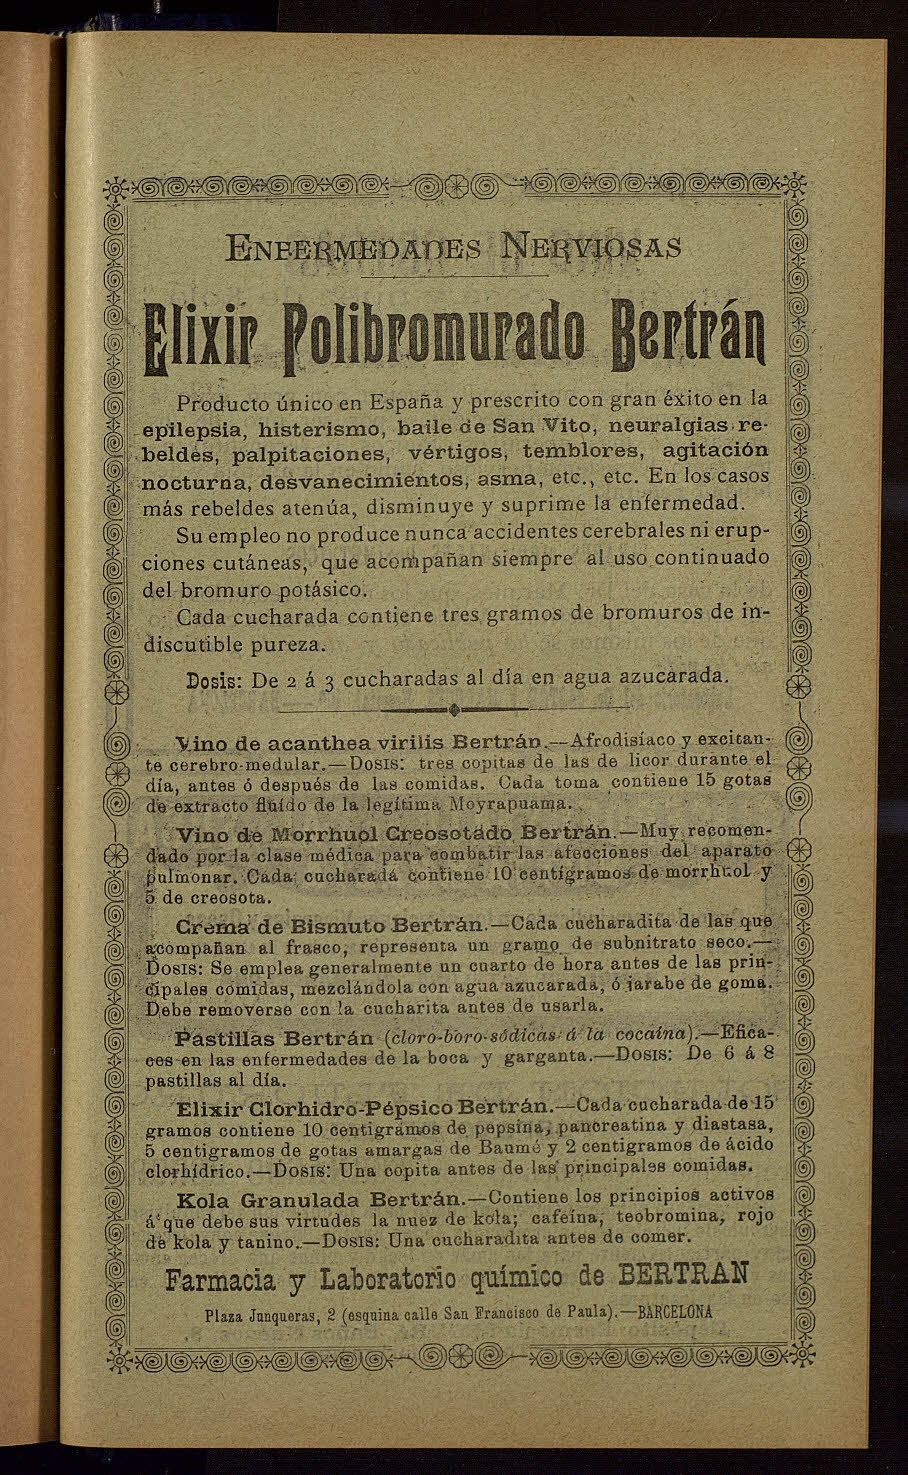 ENFERMEDADES NERVIOSAS
Elixir Polibromurado Bertrán
Producto único en España y prescrito con gran éxito en la
epilepsia, histerismo, baile de San Vito, neuralgias re-
beldes, palpitaciones, vértigos, temblores, agitación
nocturna, desvanecimientos, asma, etc., etc. En los casos
más rebeldes atenúa, disminuye y suprime la enfermedad.
Su empleo no produce nunca accidentes cerebrales ni erup-
ciones cutáneas, que acompañan siempre al uso continuado
del bromuro potásico.
Cada cucharada contiene tres gramos de bromuros de in-
discutible pureza.
Dosis: De 2 á 3 cucharadas al día en agua azucarada.
Vino de acanthea virilis Bertrán.—Afrodisiaco y excitan-
te cerebro-medular.—DOSIS: tres copitas de las de licor durante el
día, antes ó después de las comidas. Cada toma contiene 15 gotas
de extracto fluído de la legítima Moyrapuama.
Vino de Morrhuol Creosotado Bertrán.—Muy recomen-
dado por la clase médica para combatir las afecciones del aparato
pulmonar. Cada cucharada contiene 10 centígramos de morrhuol y
5 de creosota.
Crema de Bismuto Bertrán.—Cada cucharadita de las que
acompañan al frasco, representa un gramo de subnitrato seco.—
DOSIS: Se emplea generalmente un cuarto de hora antes de las prin-
cipales comidas, mezclándola con agua azucarada, ó jarabe de goma.
Debe removerse con la cucharita antes de usarla.
Pastillas Bertrán (cloro-boro-sódicas á la cocaína).—Efica-
ces en las enfermedades de la boca y garganta.—DOSIS: De 6 á 8
pastillas al día.
Elixir Clorhidro-Pépsico Bertrán.—Cada cucharada de 15
gramos contiene 10 centigramos de pepsina, pancreatina y diastasa,
5 centigramos de gotas amargas de Baumé y 2 centigramos de ácido
clorhídrico.—DOSIS: Una copita antes de las principales comidas.
Kola Granulada Bertrán.—Contiene los principios activos
á que debe sus virtudes la nuez de kola; cafeína, teobromina, rojo
de kola y tanino.—DOSIS: Una cucharadita antes de comer.
Farmacia y Laboratorio químico de BERTRAN
Plaza Junqueras, 2 (esquina calle San Francisco de Paula).—BARCELONA